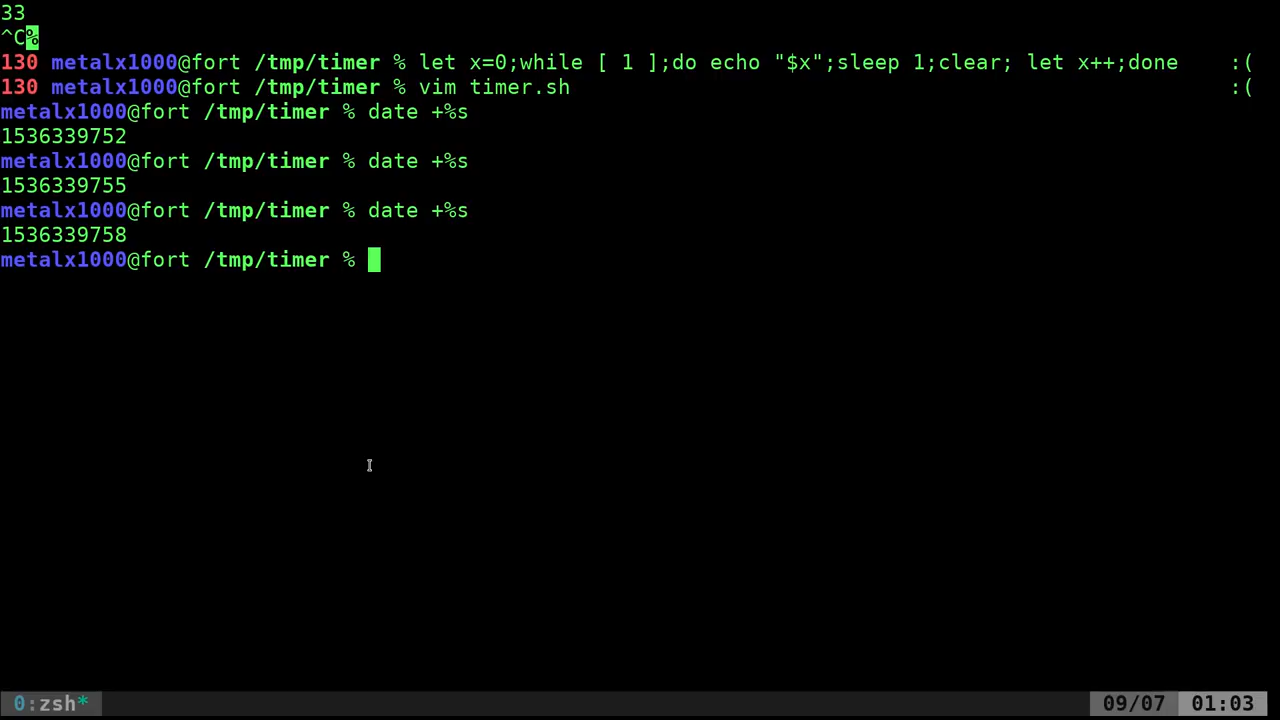 33
^C%
130 metalx1000@fort /tmp/timer % let x=0;while [ 1 ];do echo "$x";sleep 1;clear; let x++;done    :(
130 metalx1000@fort /tmp/timer % vim timer.sh    :(
metalx1000@fort /tmp/timer % date +%s
1536339752
metalx1000@fort /tmp/timer % date +%s
1536339755
metalx1000@fort /tmp/timer % date +%s
1536339758
metalx1000@fort /tmp/timer %
0:zsh*    09/07    01:03